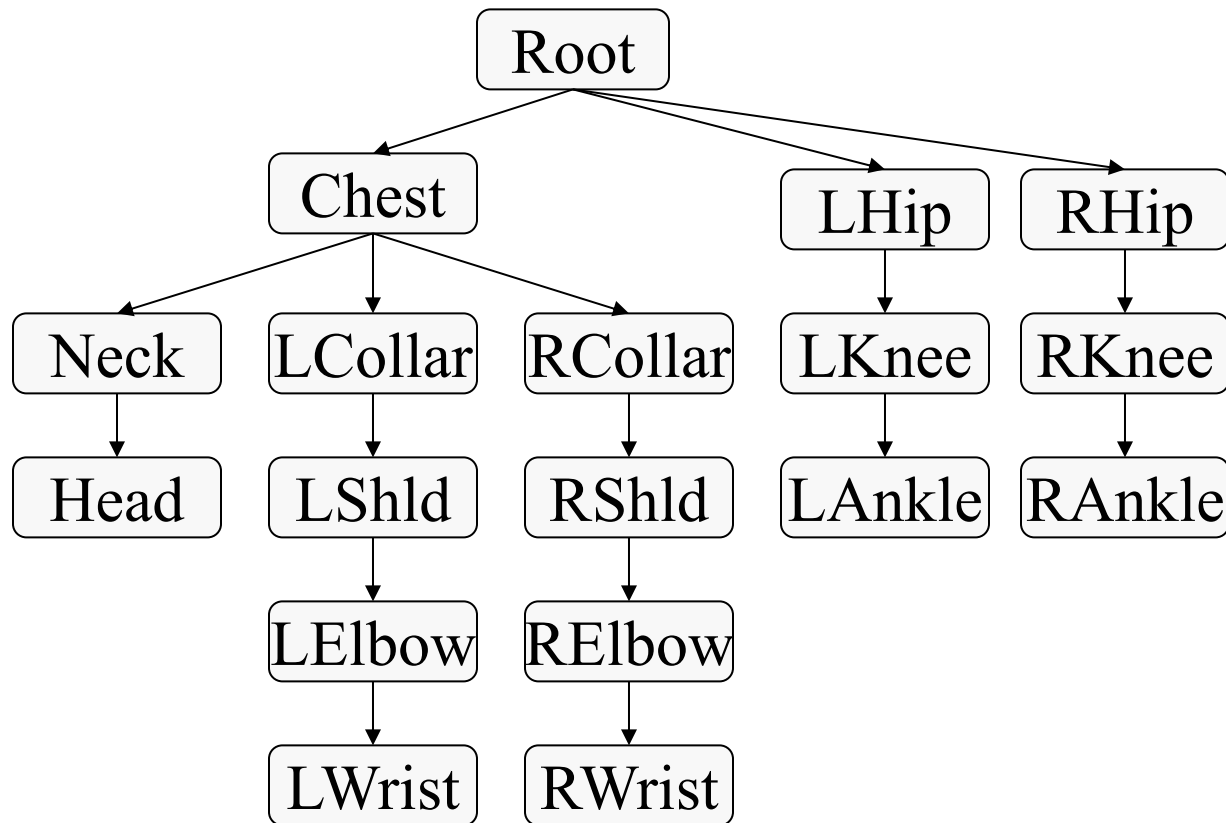 Root
Chest
LHip
RHip
Neck
LCollar
RCollar
LKnee
RKnee
Head
LShld
RShld
LAnkle
RAnkle
LElbow
RElbow
LWrist
RWrist